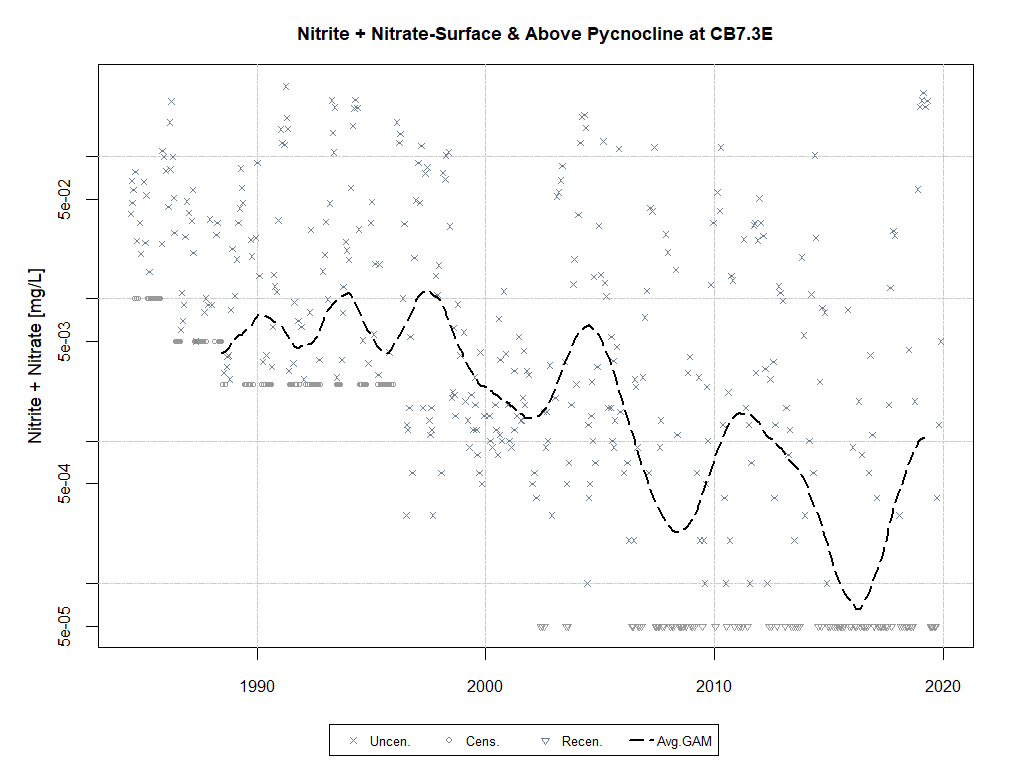 Nitrite + Nitrate-Surface & Above Pycnocline at CB7.3E
Nitrite + Nitrate [mg/L]
5e-02
5e-03
5e-04
5e-05
1990 2000 2010 2020
Uncen. Cens. Recen. Avg.GAM